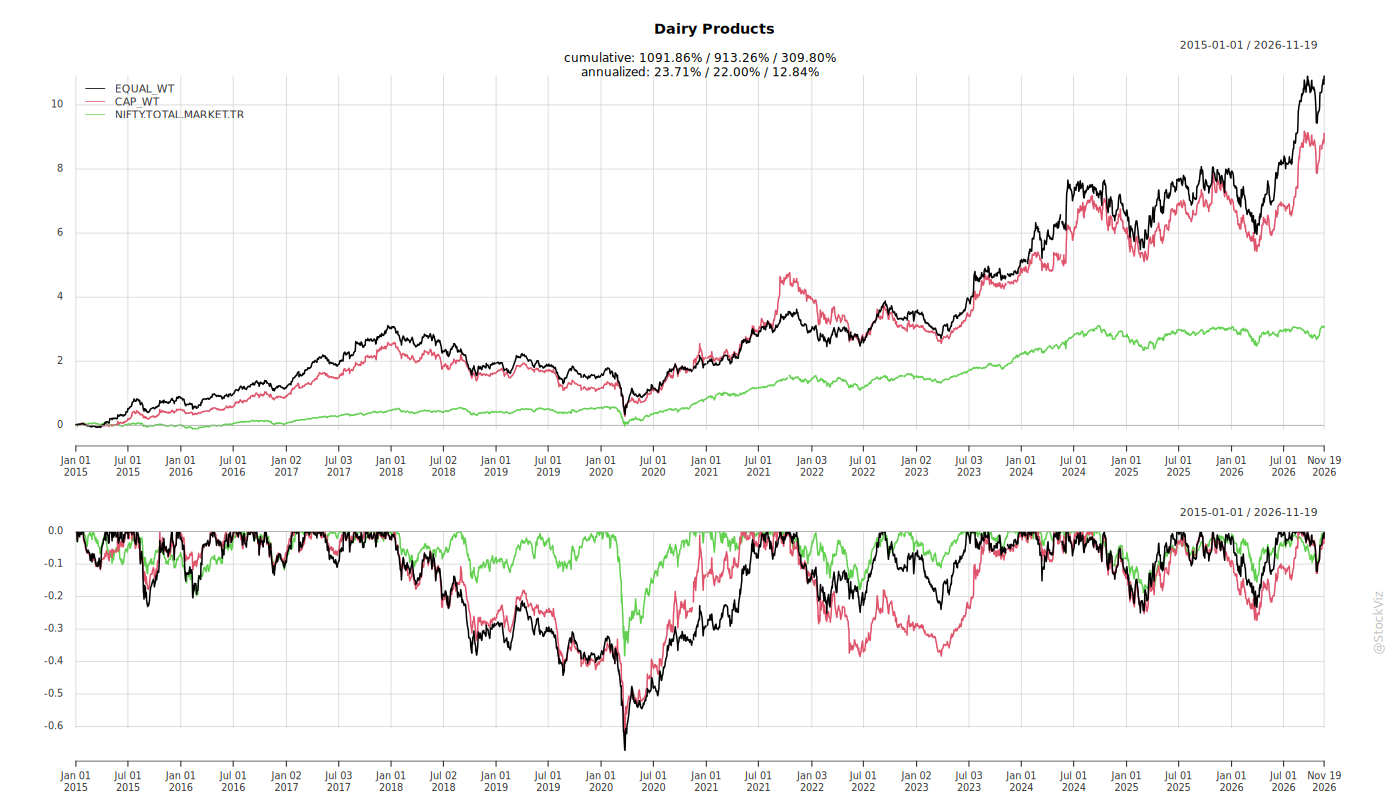 Dairy Products
2015-01-01 / 2026-11-19
cumulative: 1091.86% / 913.26% / 309.80%
annualized: 23.71% / 22.00% / 12.84%
EQUAL_WT
CAP_WT
NIFTY.TOTAL.MARKET.TR
10
8
6
4
2
0
Jan 01 Jul 01 Jan 01 Jul 01 Jan 02 Jul 03 Jan 01 Jul 02 Jan 01 Jul 01 Jan 01 Jul 01 Jan 01 Jul 01 Jan 03 Jul 01 Jan 02 Jul 03 Jan 01 Jul 01 Jan 01 Jul 01 Jan 01 Jul 01 Nov 19
2015 2015 2016 2016 2017 2017 2018 2018 2019 2019 2020 2020 2021 2021 2022 2022 2023 2023 2024 2024 2025 2025 2026 2026 2026
2015-01-01 / 2026-11-19
0.0
-0.1
-0.2
-0.3
-0.4
-0.5
-0.6
Jan 01 Jul 01 Jan 01 Jul 01 Jan 02 Jul 03 Jan 01 Jul 02 Jan 01 Jul 01 Jan 01 Jul 01 Jan 01 Jul 01 Jan 03 Jul 01 Jan 02 Jul 03 Jan 01 Jul 01 Jan 01 Jul 01 Jan 01 Jul 01 Nov 19
2015 2015 2016 2016 2017 2017 2018 2018 2019 2019 2020 2020 2021 2021 2022 2022 2023 2023 2024 2024 2025 2025 2026 2026 2026
@StockViz